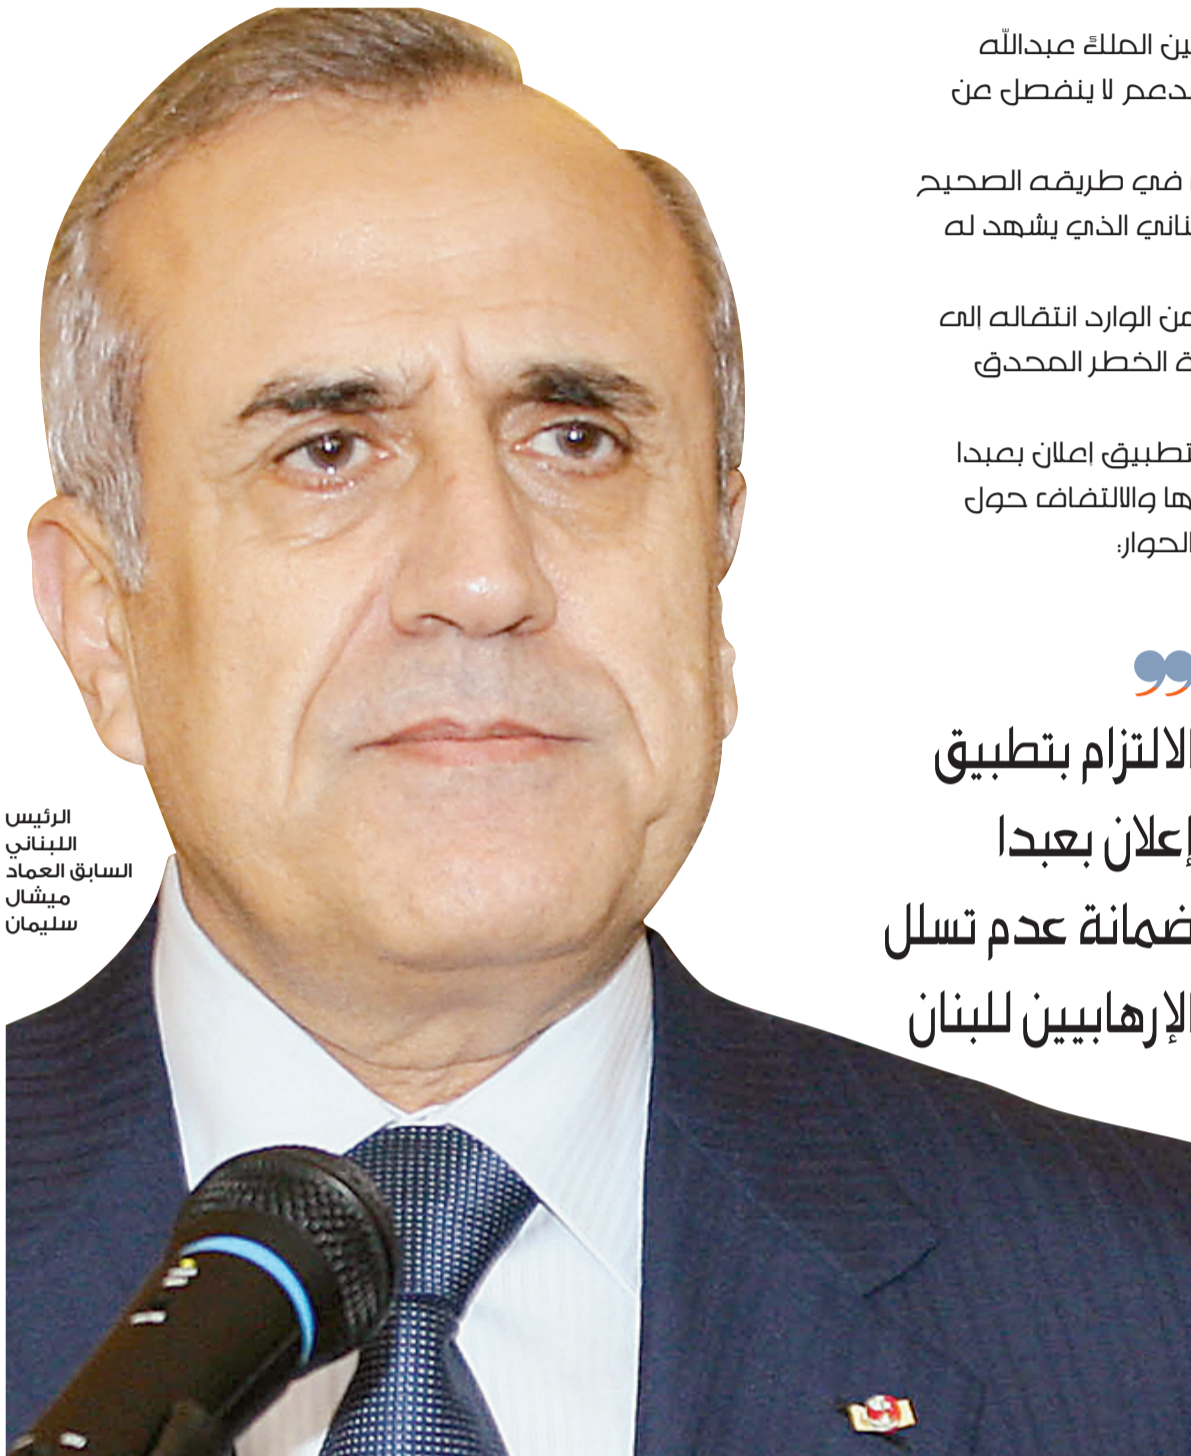 ين الملك عبدالله
دعم لا ينفصل عن
في طريقه الصحيح
ناني الذي يشهد له
من الوارد انتقاله إلى
ة الخطر المحدق
تطبيق إعلان بعبدا
ها والالتفاف حول
الحوار:
الالتزام بتطبيق
إعلان بعبدا
ضمانة عدم تسلل
الإرهابيين للبنان
الرئيس
اللبناني
السابق العماد
ميشال
سليمان